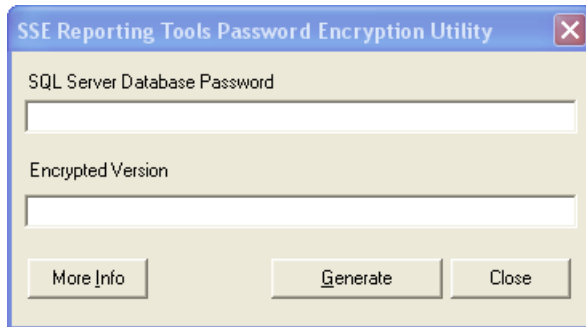 SSE Reporting Tools Password Encryption Utility
SQL Server Database Password
Encrypted Version
More Info Generate Close